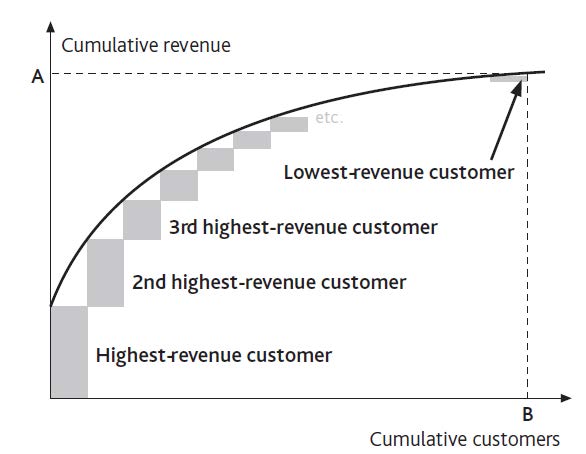 Cumulative revenue
A
etc.
Lowest-revenue customer
3rd highest-revenue customer
2nd highest-revenue customer
Highest-revenue customer
B
Cumulative customers